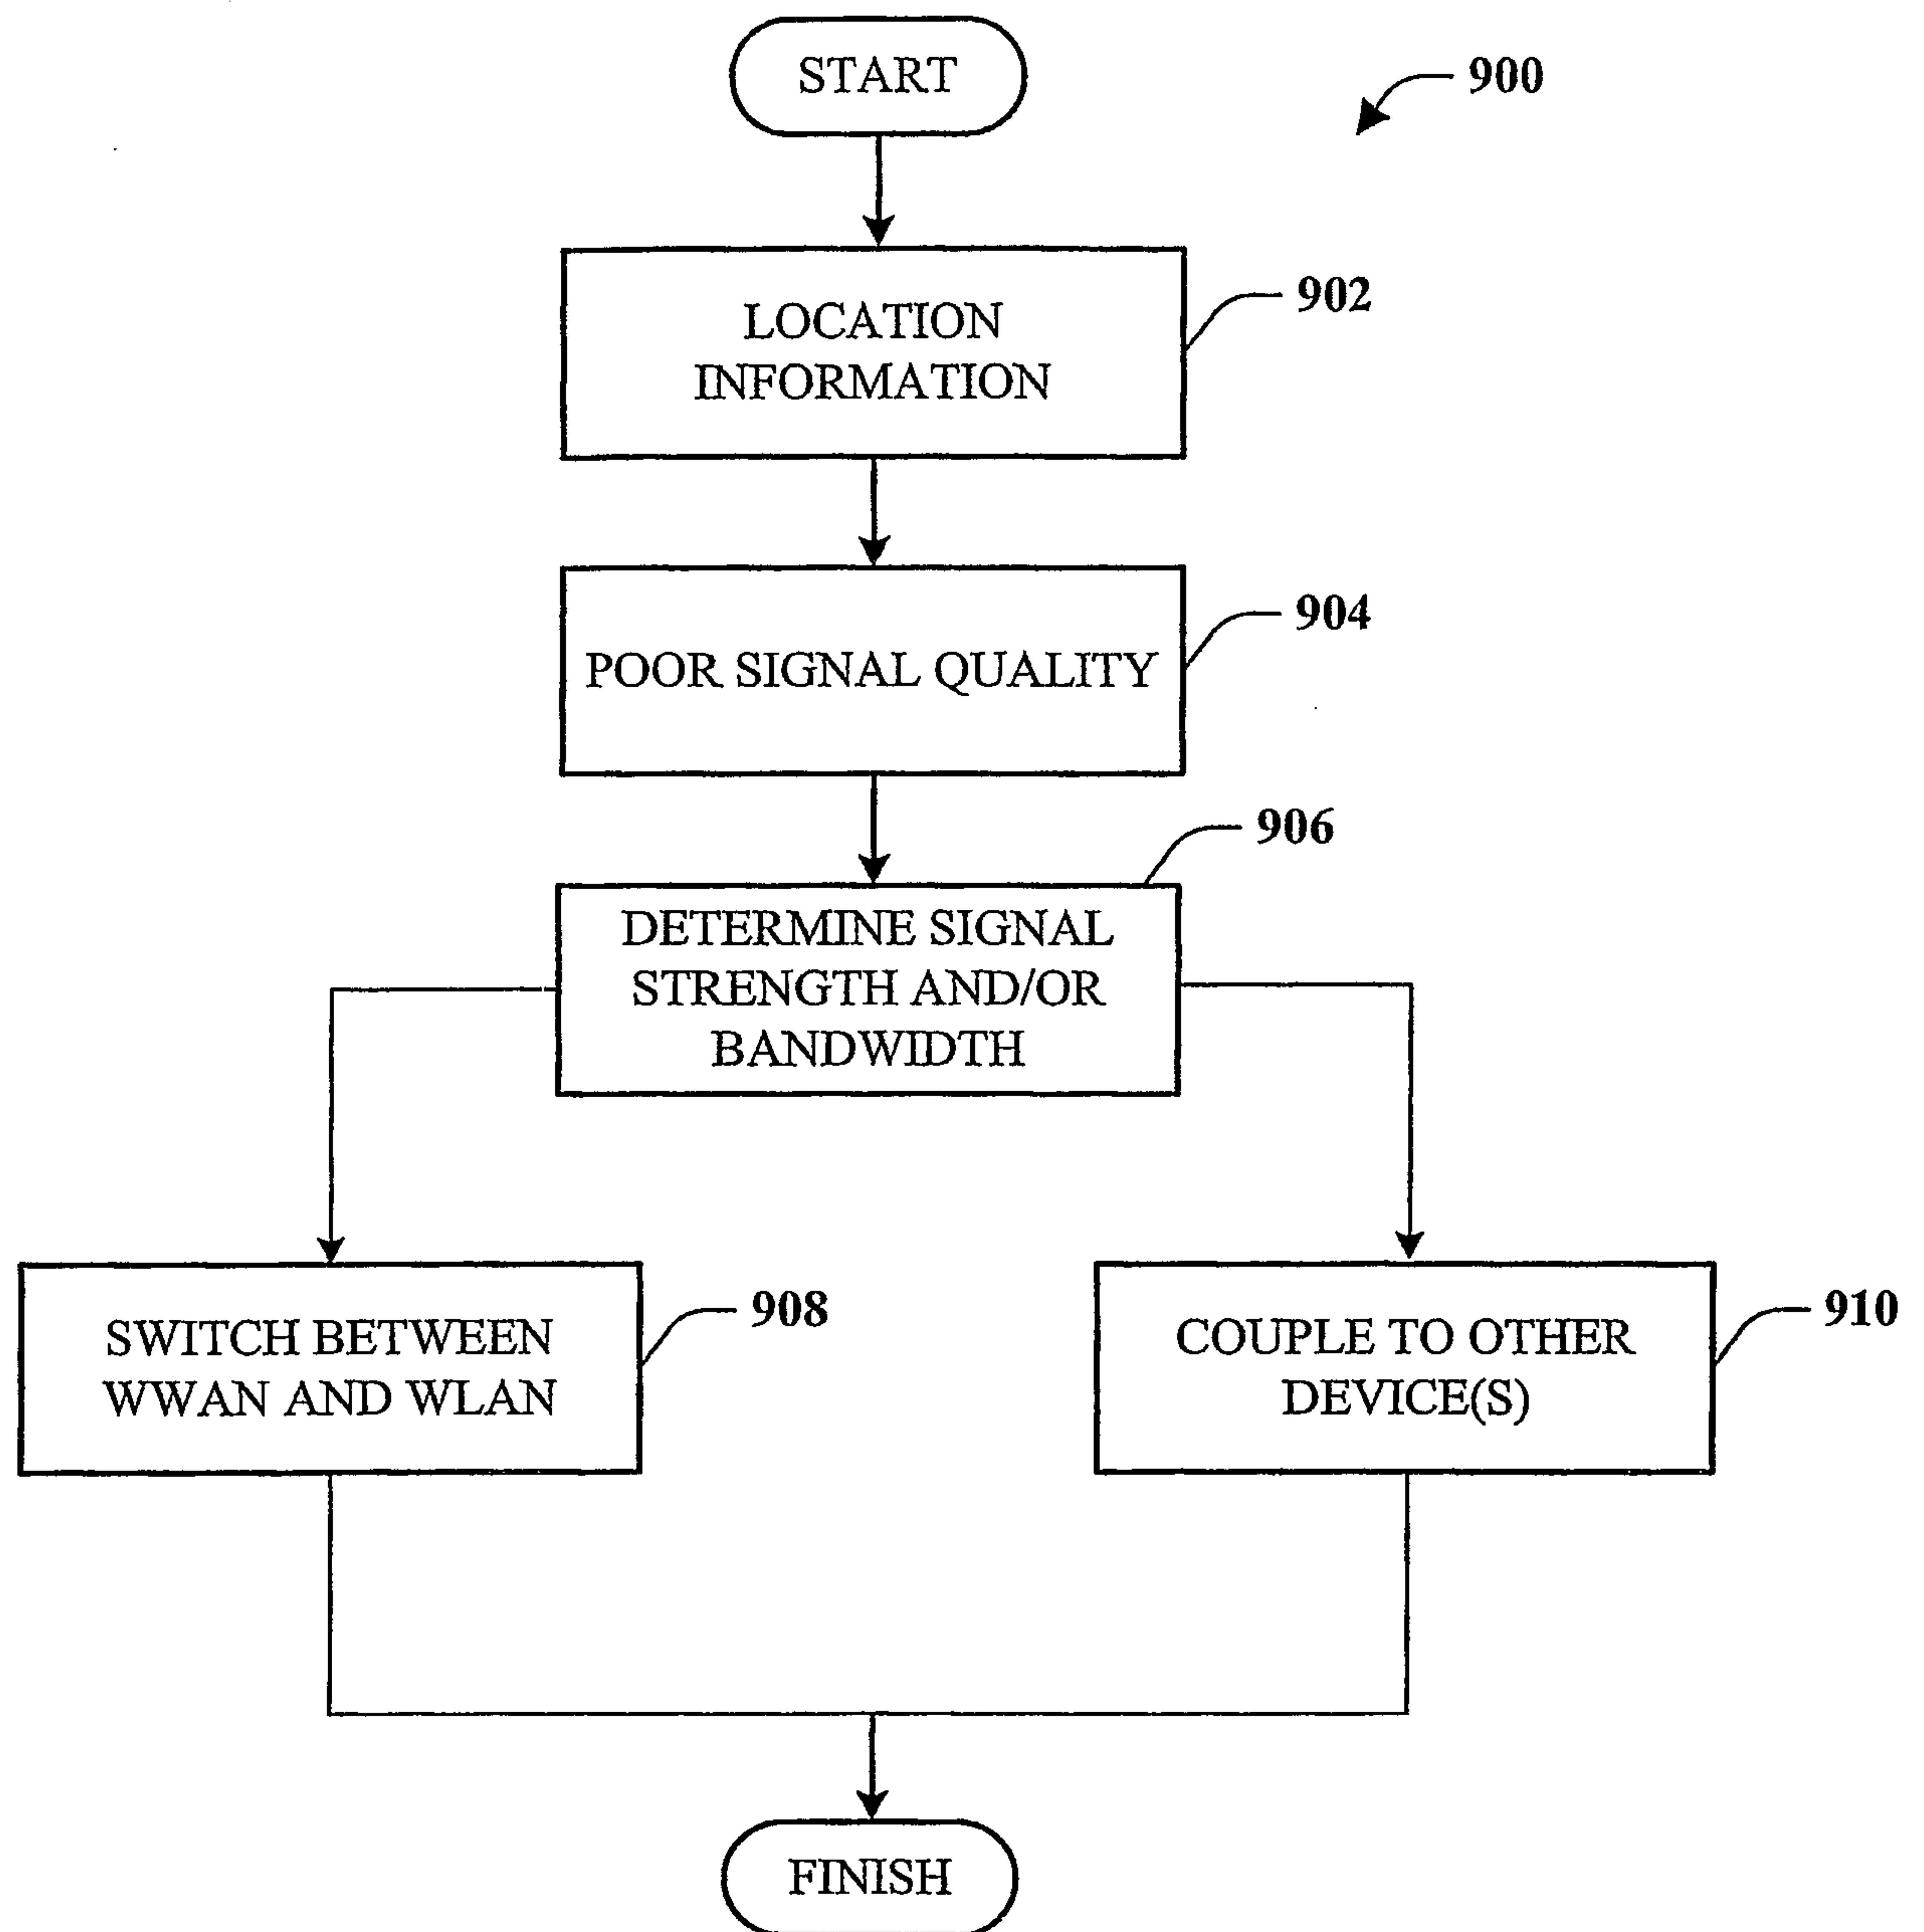 START
900
LOCATION
INFORMATION
902
POOR SIGNAL QUALITY
904
906
DETERMINE SIGNAL
STRENGTH AND/OR
BANDWIDTH
SWITCH BETWEEN
WWAN AND WLAN
908
COUPLE TO OTHER
DEVICE(S)
910
FINISH